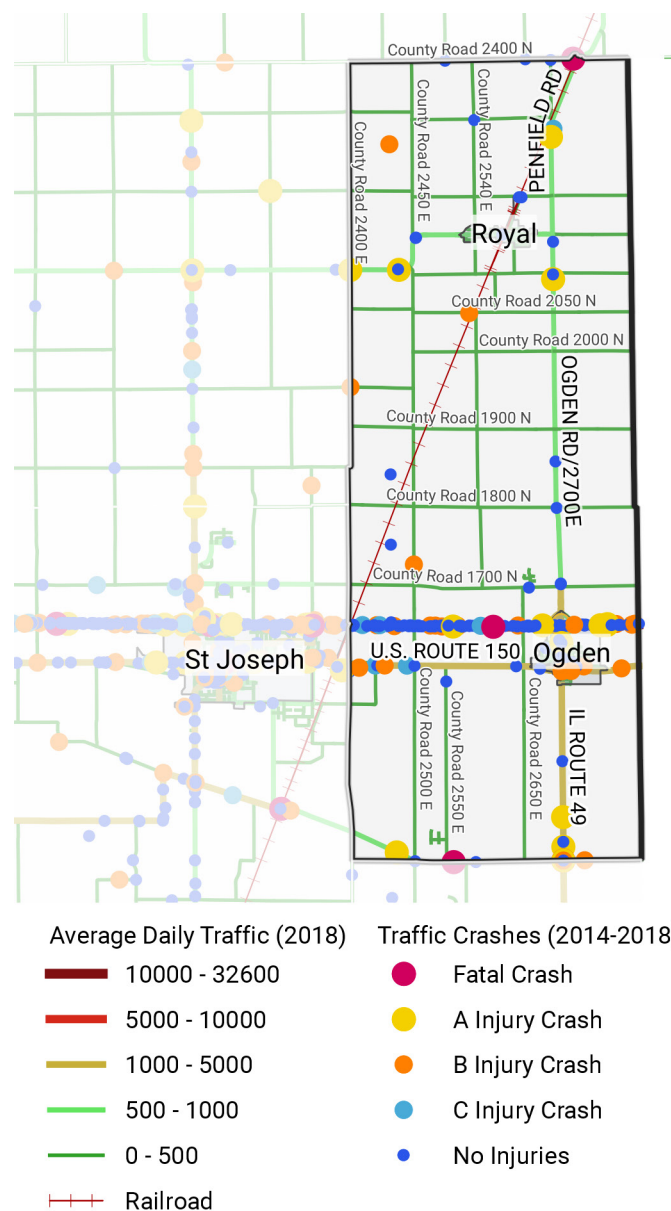 County Road 2400 N
PENFIELD RD
County Road 2450 E
County Road 2540 E
County Road 2400 E
Royal
County Road 2050 N
County Road 2000 N
OGDEN RD/2700E
County Road 1900 N
County Road 1800 N
County Road 1700 N
St Joseph
U.S. ROUTE 150
Ogden
County Road 2500 E
County Road 2550 E
County Road 2650 E
IL ROUTE 49
Average Daily Traffic (2018)
10000 - 32600
5000 - 10000
1000 - 5000
500 - 1000
0 - 500
Railroad
Traffic Crashes (2014-2018
Fatal Crash
A Injury Crash
B Injury Crash
C Injury Crash
No Injuries